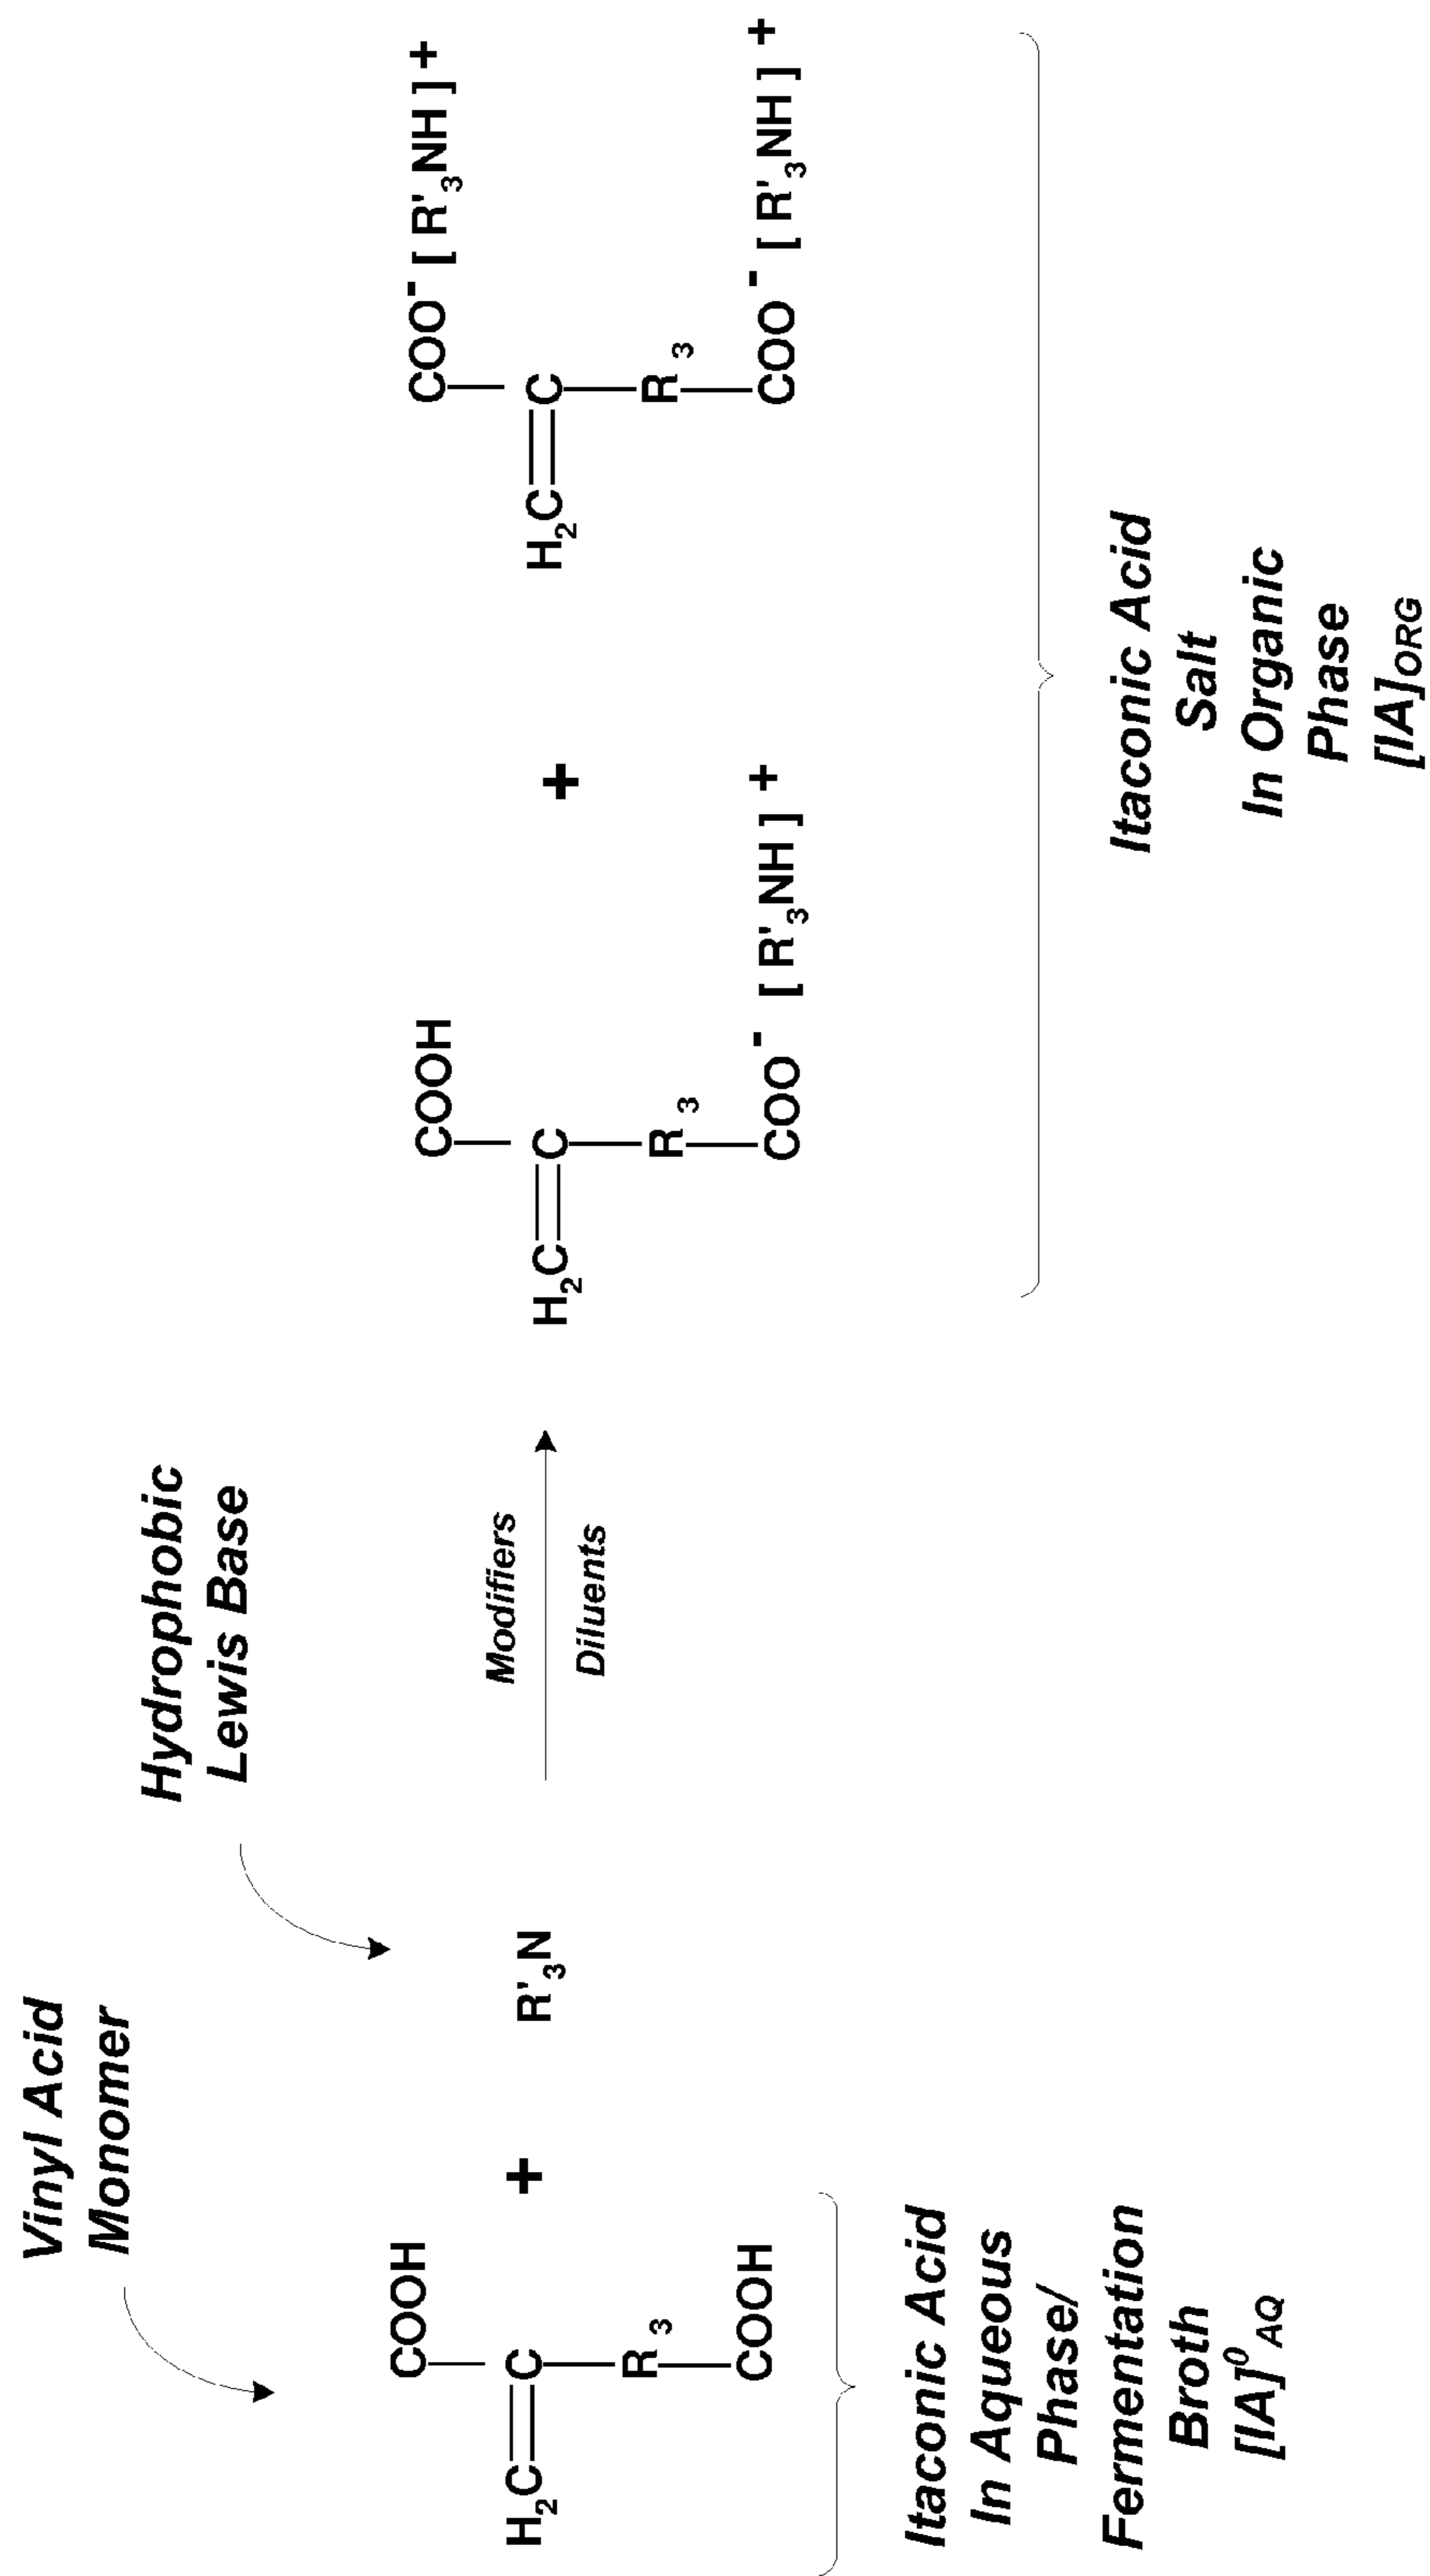 Vinyl Acid
Monomer
Hydrophobic
Lewis Base
COOH
H2C
C
R3
COOH
+
R'3N
Modifiers
Diluents
COOH
H2C
C
R3
COO- [ R'3NH ] +
+
COO- [ R'3NH ] +
H2C
C
R3
COO- [ R'3NH ] +
Itaconic Acid
In Aqueous
Phase/
Fermentation
Broth
[IA]0AQ
Itaconic Acid
Salt
In Organic
Phase
[IA]ORG